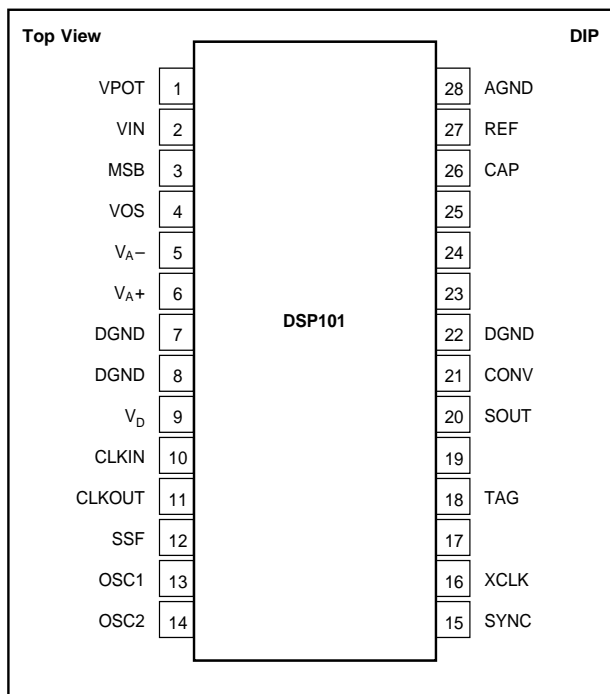 Top View DIP
VPOT 1 28 AGND
VIN 2 27 REF
MSB 3 26 CAP
VOS 4 25
VA– 5 24
VA+ 6 23
DSP101
DGND 7 22 DGND
DGND 8 21 CONV
VD 9 20 SOUT
CLKIN 10 19
CLKOUT 11 18 TAG
SSF 12 17
OSC1 13 16 XCLK
OSC2 14 15 SYNC